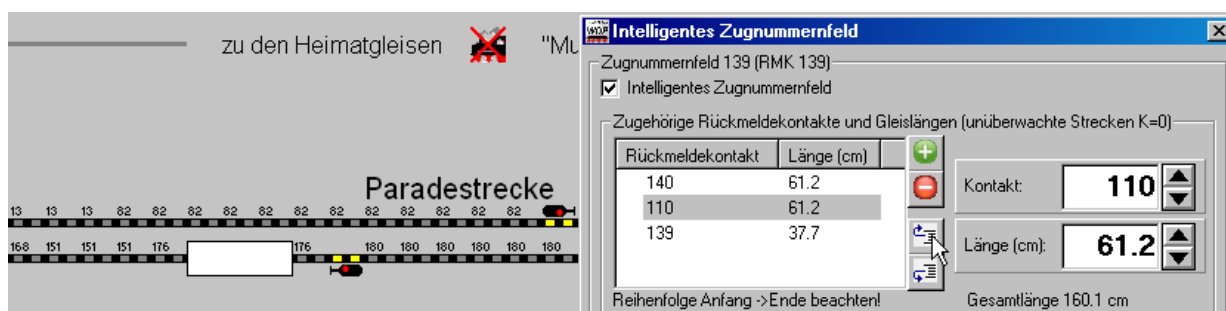 zu den Heimatgleisen "Mu
Paradestrecke
13 13 13 82 82 82 82 82 82 82 82 82 82 82
168 151 151 151 176 176 180 180 180 180 180 180
Intelligentes Zugnummernfeld
Zugnummernfeld 139 (RMK 139)
Intelligentes Zugnummernfeld
Zugehörige Rückmeldekontakte und Gleislängen (unüberwachte Strecken K=0)
Rückmeldekontakt Länge (cm)
140 61.2
110 61.2
139 37.7
Kontakt: 110
Länge (cm): 61.2
Reihenfolge Anfang ->Ende beachten! Gesamtlänge 160.1 cm